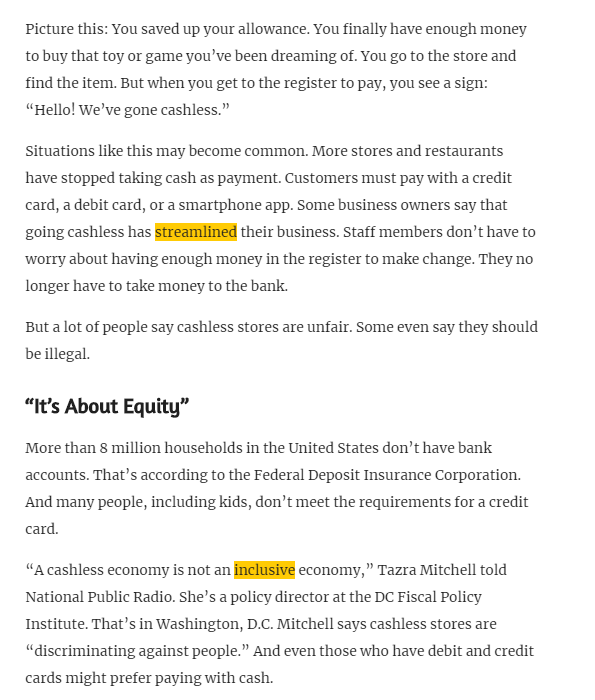 Picture this: You saved up your allowance. You finally have enough money
to buy that toy or game you’ve been dreaming of. You go to the store and
find the item. But when you get to the register to pay, you see a sign:
“Hello! We’ve gone cashless.”
Situations like this may become common. More stores and restaurants
have stopped taking cash as payment. Customers must pay with a credit
card, a debit card, or a smartphone app. Some business owners say that
going cashless has streamlined their business. Staff members don’t have to
worry about having enough money in the register to make change. They no
longer have to take money to the bank.
But a lot of people say cashless stores are unfair. Some even say they should
be illegal.
“It’s About Equity”
More than 8 million households in the United States don’t have bank
accounts. That’s according to the Federal Deposit Insurance Corporation.
And many people, including kids, don’t meet the requirements for a credit
card.
“A cashless economy is not an inclusive economy,” Tazra Mitchell told
National Public Radio. She’s a policy director at the DC Fiscal Policy
Institute. That’s in Washington, D.C. Mitchell says cashless stores are
“discriminating against people.” And even those who have debit and credit
cards might prefer paying with cash.